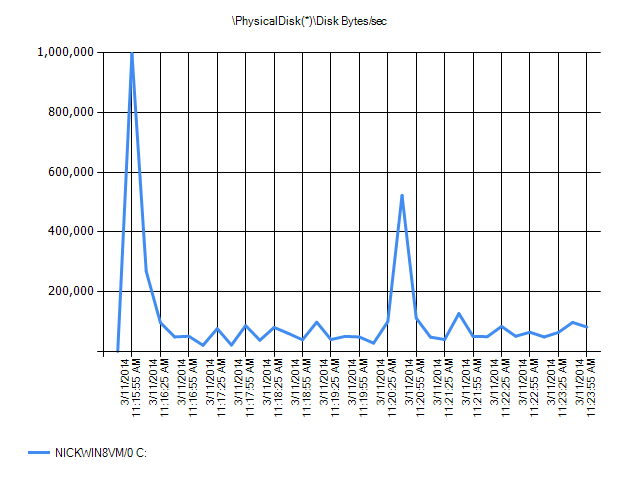 \PhysicalDisk(*)\Disk Bytes/sec
1,000,000
800,000
600,000
400,000
200,000
3/11/2014
11:15:55 AM
3/11/2014
11:16:25 AM
3/11/2014
11:16:55 AM
3/11/2014
11:17:25 AM
3/11/2014
11:17:55 AM
3/11/2014
11:18:25 AM
3/11/2014
11:18:55 AM
3/11/2014
11:19:25 AM
3/11/2014
11:19:55 AM
3/11/2014
11:20:25 AM
3/11/2014
11:20:55 AM
3/11/2014
11:21:25 AM
3/11/2014
11:21:55 AM
3/11/2014
11:22:25 AM
3/11/2014
11:22:55 AM
3/11/2014
11:23:25 AM
3/11/2014
11:23:55 AM
NICKWIN8VM/0 C: